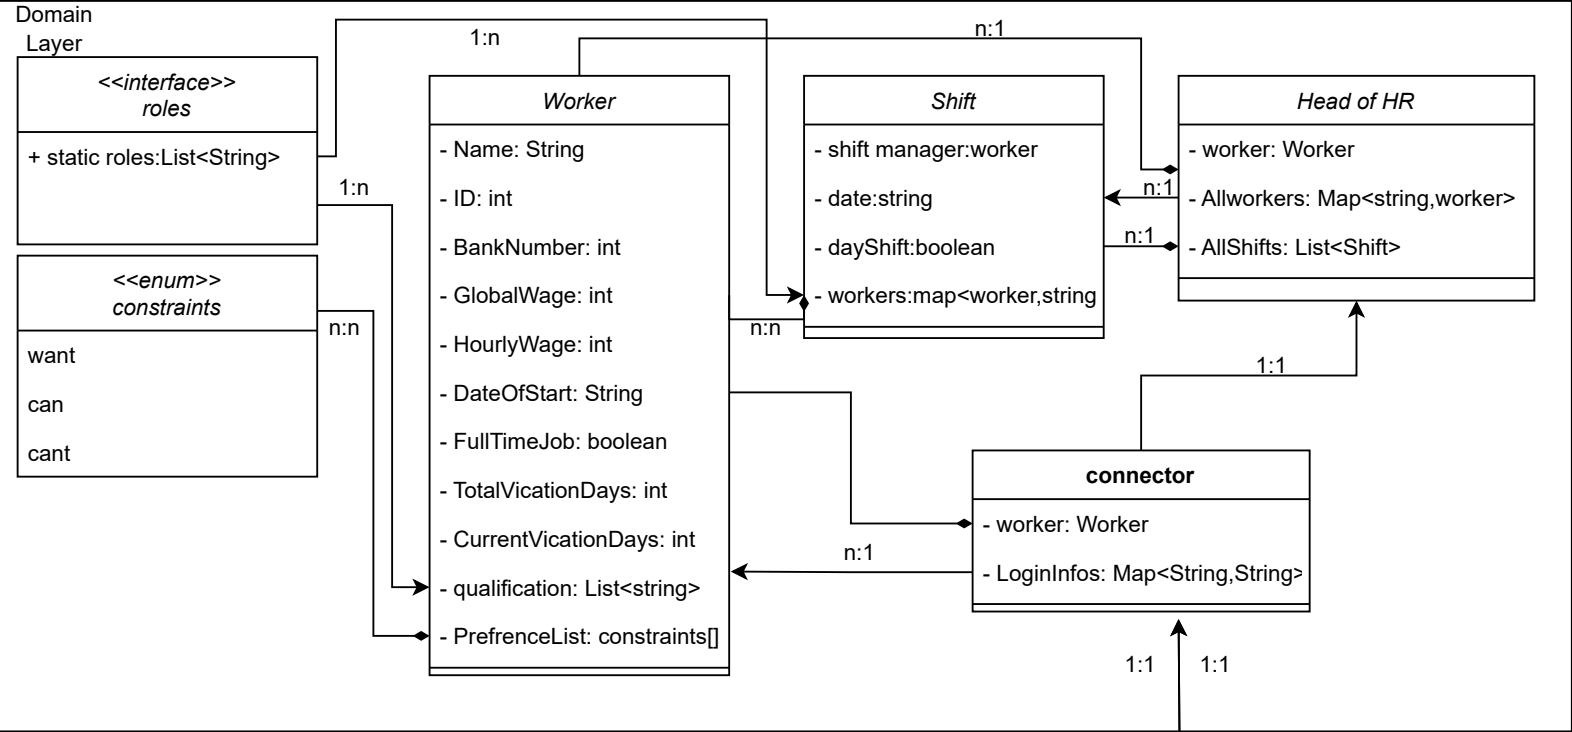 Domain
Layer
<<interface>>
roles
+ static roles:List<String>
<<enum>>
constraints
want
can
cant
1:n
1:n
n:n
Worker
- Name: String
- ID: int
- BankNumber: int
- GlobalWage: int
- HourlyWage: int
- DateOfStart: String
- FullTimeJob: boolean
- TotalVicationDays: int
- CurrentVicationDays: int
- qualification: List<string>
- PrefrenceList: constraints[]
n:n
n:1
Shift
- shift manager:worker
- date:string
- dayShift:boolean
- workers:map<worker,string
n:1
n:1
n:1
Head of HR
- worker: Worker
- Allworkers: Map<string,worker>
- AllShifts: List<Shift>
1:1
connector
- worker: Worker
- LoginInfos: Map<String,String>
1:1
1:1